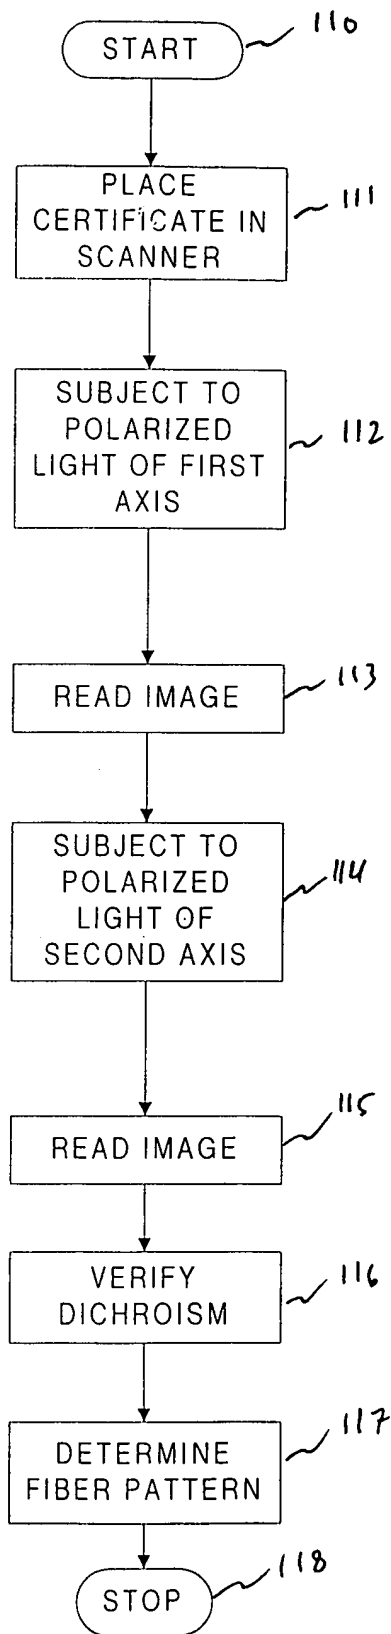 START
110
PLACE
CERTIFICATE IN
SCANNER
111
SUBJECT TO
POLARIZED
LIGHT OF FIRST
AXIS
112
READ IMAGE
113
SUBJECT TO
POLARIZED
LIGHT OF
SECOND AXIS
114
READ IMAGE
115
VERIFY
DICHROISM
116
DETERMINE
FIBER PATTERN
117
STOP
118